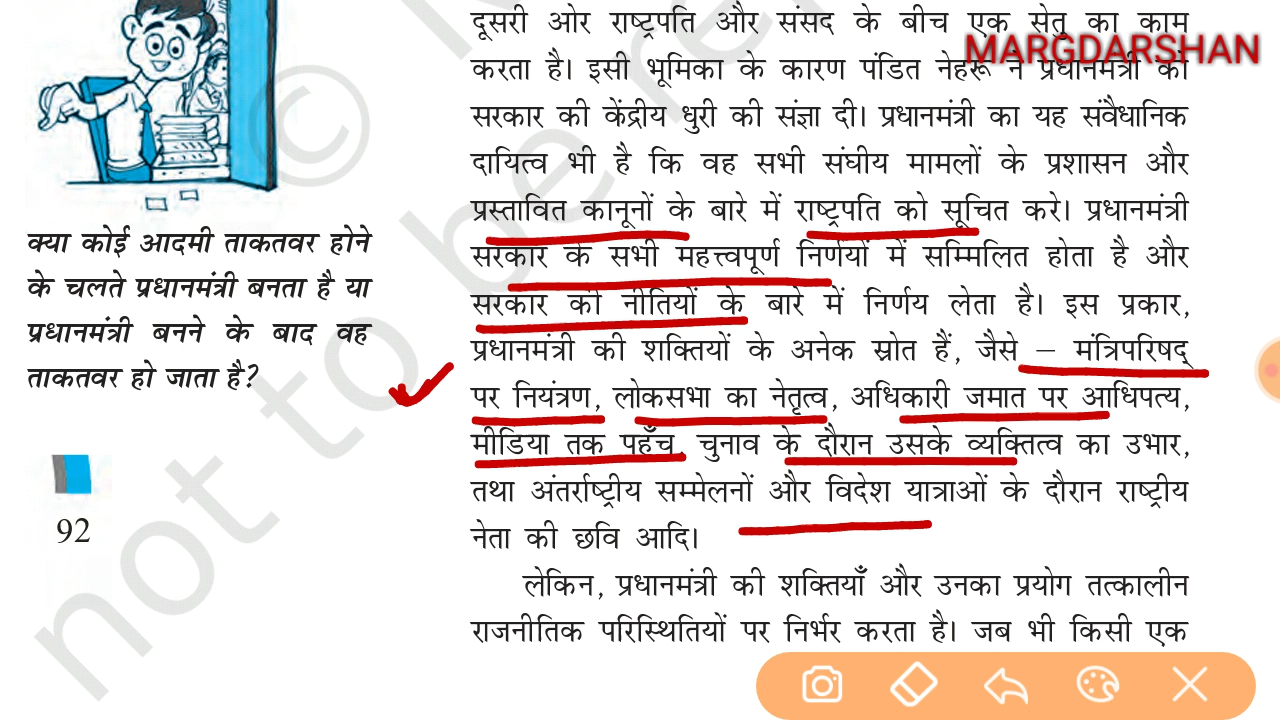 दूसरी ओर राष्ट्रपति और संसद के बीच एक सेतु का काम
MARGDARSHAN
करता है। इसी भूमिका के कारण पंडित नेहरू ने प्रधानमंत्री को
सरकार की केंद्रीय धुरी की संज्ञा दी। प्रधानमंत्री का यह संवैधानिक
दायित्व भी है कि वह सभी संघीय मामलों के प्रशासन और
प्रस्तावित कानूनों के बारे में राष्ट्रपति को सूचित करे। प्रधानमंत्री
सरकार के सभी महत्त्वपूर्ण निर्णयों में सम्मिलित होता है और
सरकार की नीतियों के बारे में निर्णय लेता है। इस प्रकार,
प्रधानमंत्री की शक्तियों के अनेक स्रोत हैं, जैसे – मंत्रिपरिषद्
पर नियंत्रण, लोकसभा का नेतृत्व, अधिकारी जमात पर आधिपत्य,
मीडिया तक पहुँच, चुनाव के दौरान उसके व्यक्तित्व का उभार,
तथा अंतर्राष्ट्रीय सम्मेलनों और विदेश यात्राओं के दौरान राष्ट्रीय
नेता की छवि आदि।
लेकिन, प्रधानमंत्री की शक्तियाँ और उनका प्रयोग तत्कालीन
राजनीतिक परिस्थितियों पर निर्भर करता है। जब भी किसी एक
क्या कोई आदमी ताकतवर होने
के चलते प्रधानमंत्री बनता है या
प्रधानमंत्री बनने के बाद वह
ताकतवर हो जाता है?
92
© 
not to be re